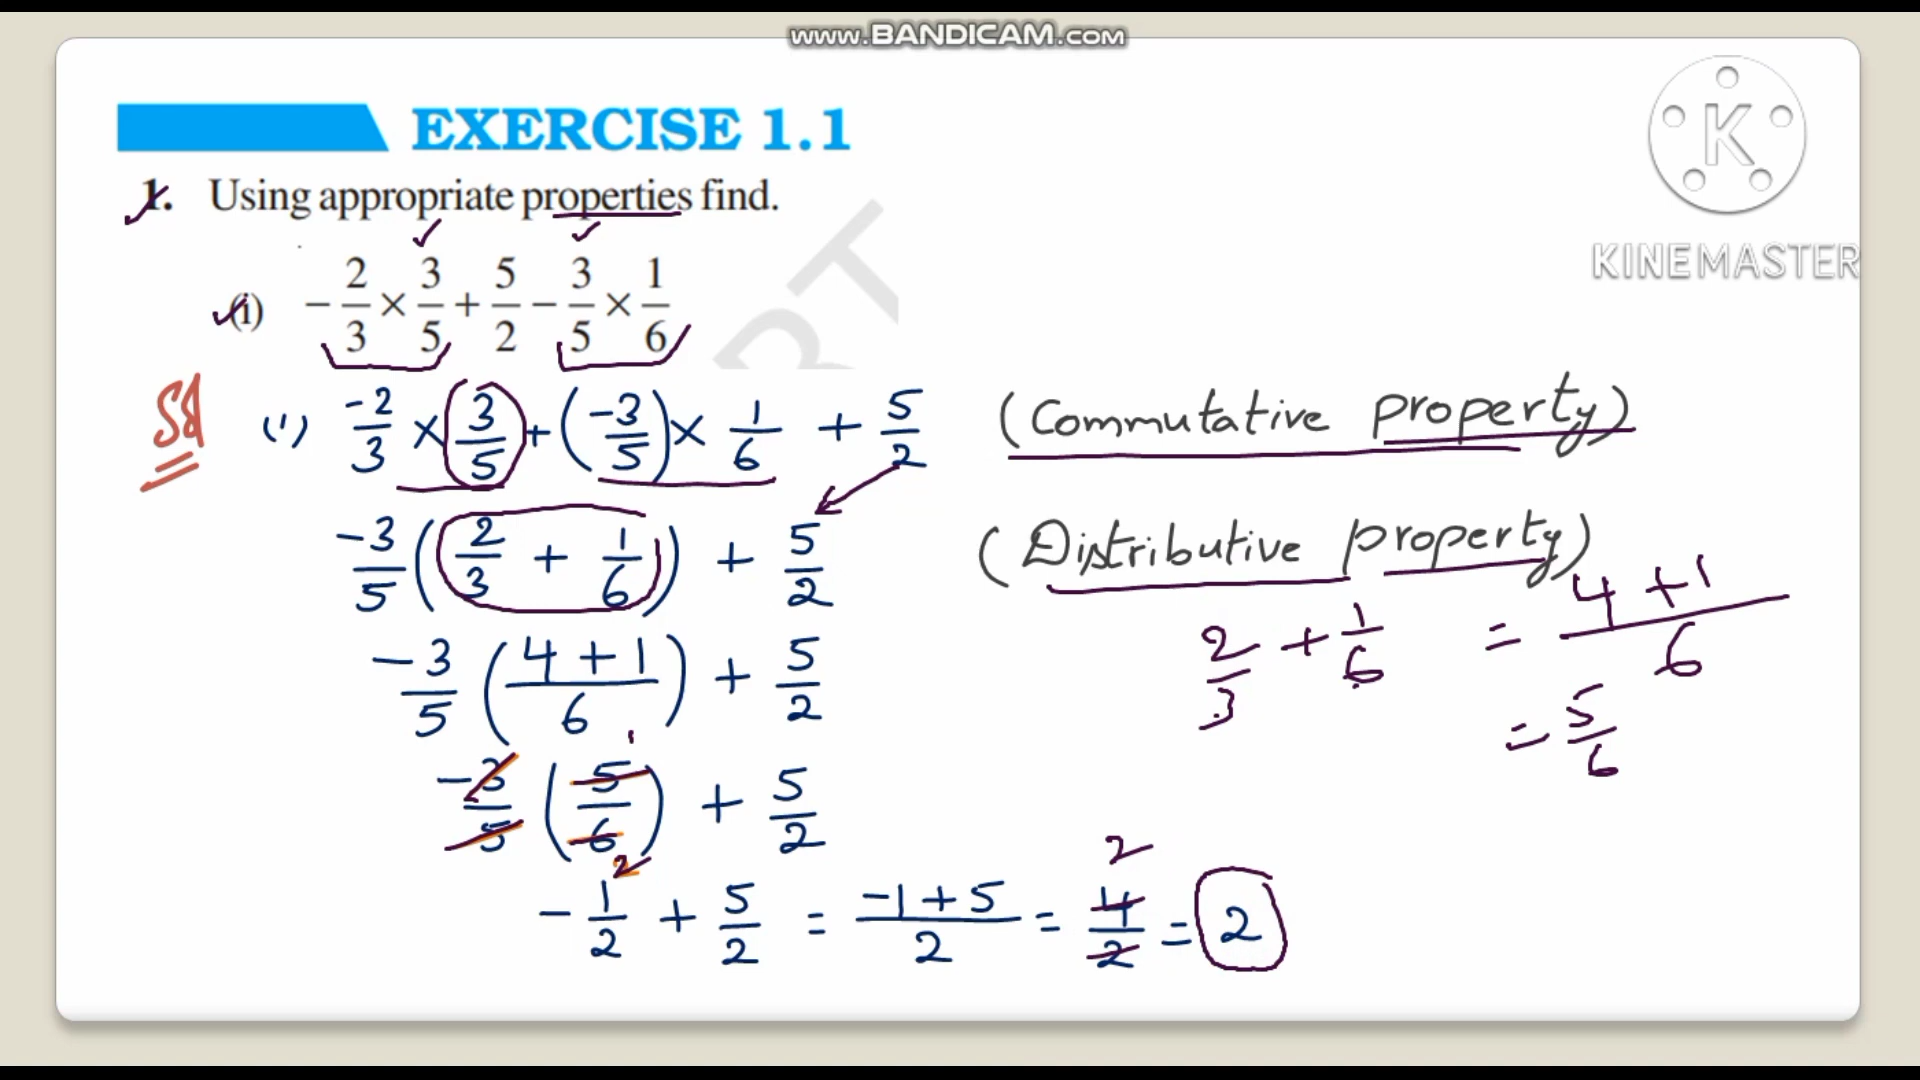 www.BANDICAM.com
EXERCISE 1.1
K
KINEMASTER
1. Using appropriate properties find.
(i) - 2/3 × 3/5 + 5/2 - 3/5 × 1/6
(i) -2/3 × 3/5 + (-3/5) × 1/6 + 5/2 (Commutative property)
-3/5 (2/3 + 1/6) + 5/2 (Distributive property)
2/3 + 1/6 = 4+1/6
-3/5 (4+1/6) + 5/2
= 5/6
-3/5 (5/6) + 5/2
1
2
-1/2 + 5/2 = -1+5/2 = 4/2 = 2
2